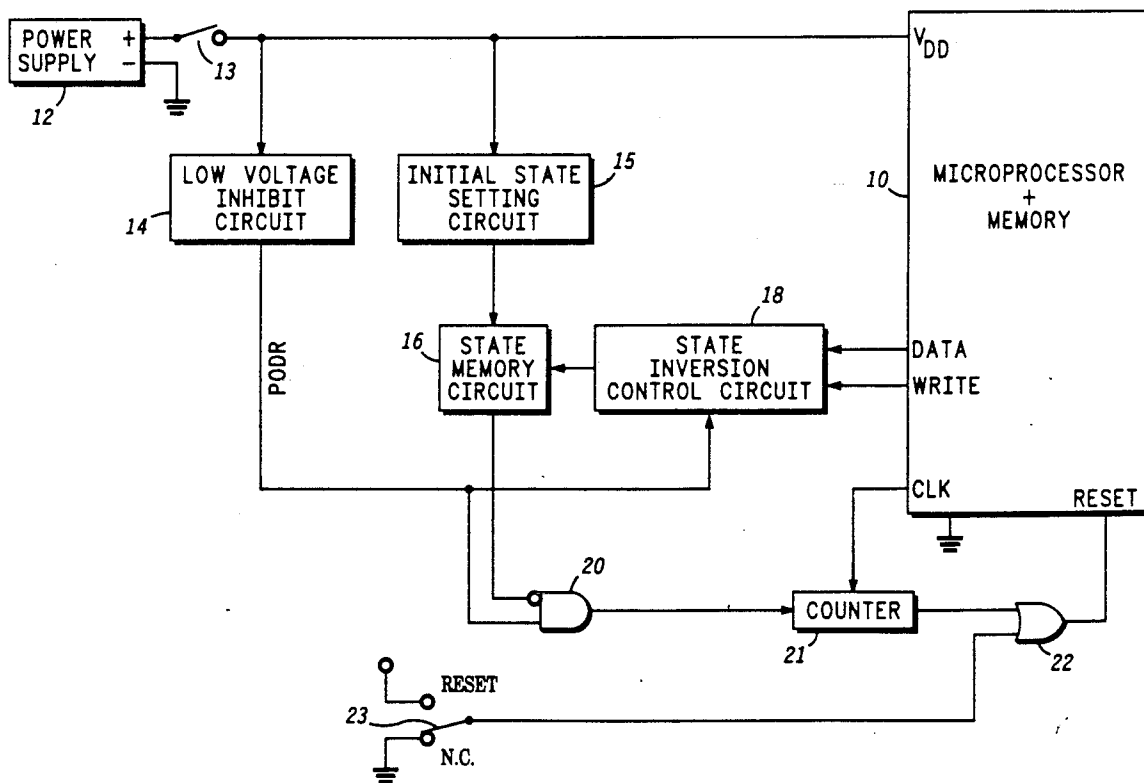 POWER + SUPPLY -
12
13
V DD
LOW VOLTAGE
INHIBIT
CIRCUIT
14
INITIAL STATE
SETTING
CIRCUIT
15
10
MICROPROCESSOR
+
MEMORY
PODR
16
STATE
MEMORY
CIRCUIT
18
STATE
INVERSION
CONTROL CIRCUIT
DATA
WRITE
CLK
RESET
20
COUNTER
21
22
RESET
23
N.C.